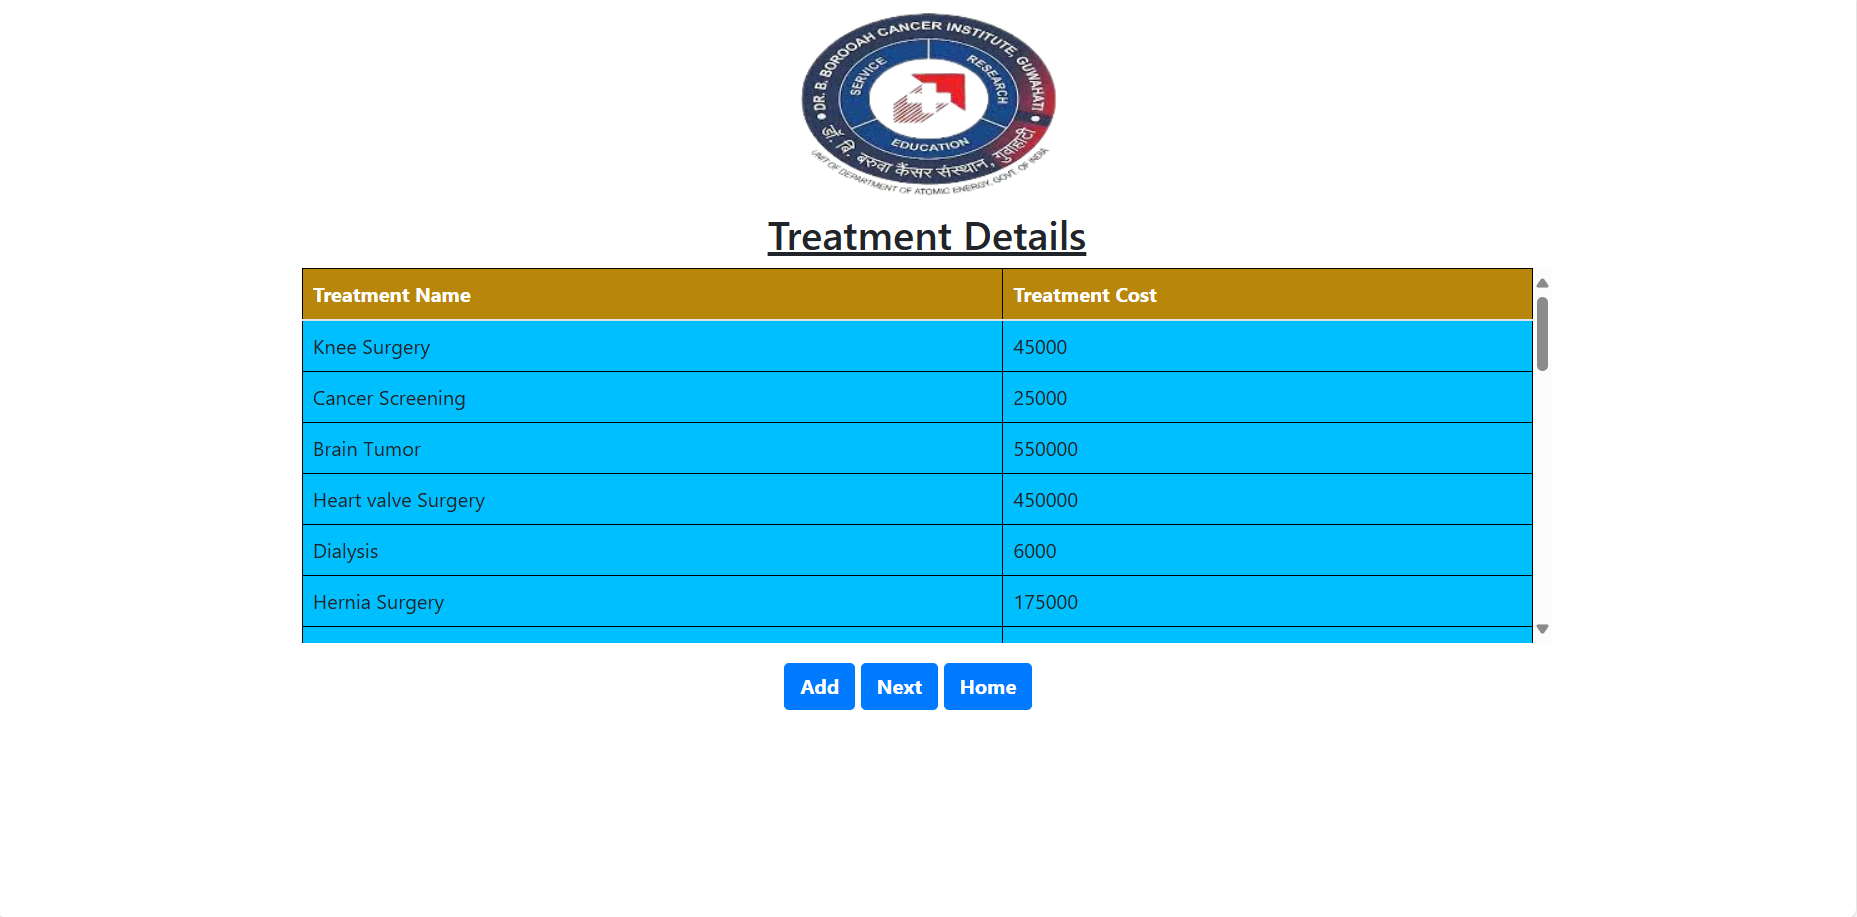 DR. B. BOROOAH CANCER INSTITUTE, GUWAHATI
SERVICE
RESEARCH
EDUCATION
डॉ. बि. बरुवा कैंसर संस्थान, गुवाहाटी
UNIT OF DEPARTMENT OF ATOMIC ENERGY, GOVT. OF INDIA
Treatment Details
Treatment Name Treatment Cost
Knee Surgery 45000
Cancer Screening 25000
Brain Tumor 550000
Heart valve Surgery 450000
Dialysis 6000
Hernia Surgery 175000
Add Next Home